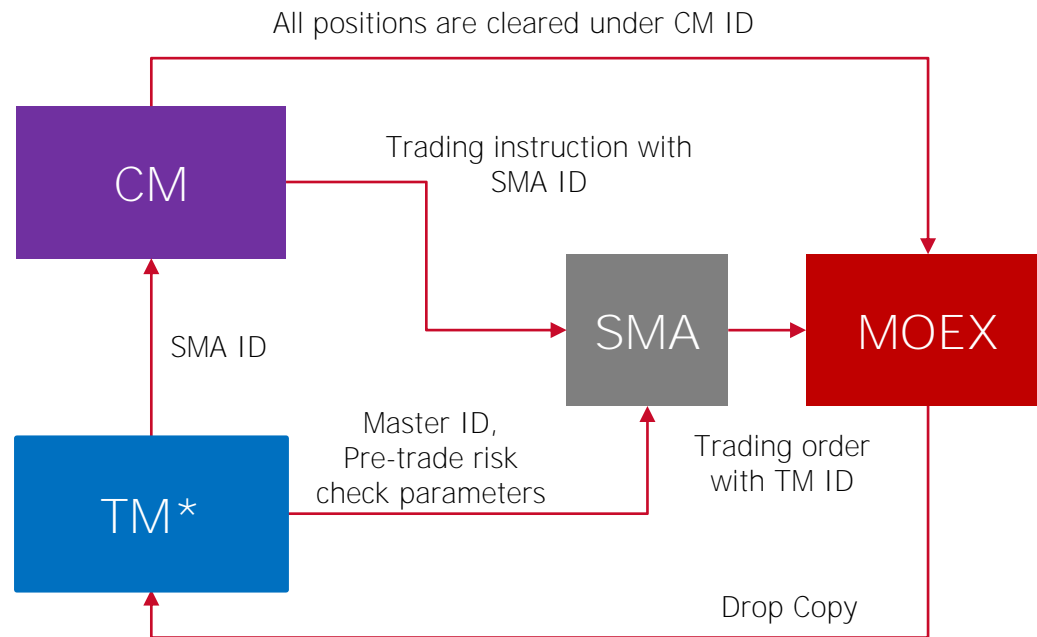 All positions are cleared under CM ID
CM
Trading instruction with
SMA ID
SMA
MOEX
SMA ID
Master ID,
Pre-trade risk
check parameters
Trading order
with TM ID
TM*
Drop Copy